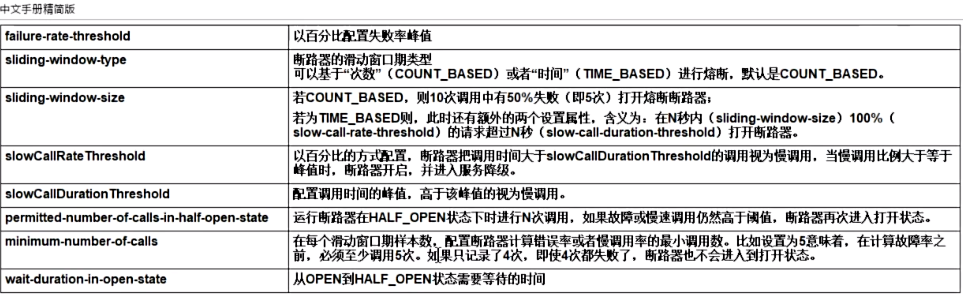 中文手册精简版
failure-rate-threshold
以百分比配置失败率峰值
sliding-window-type
断路器的滑动窗口期类型
可以基于“次数”（COUNT_BASED）或者“时间”（TIME_BASED）进行熔断，默认是COUNT_BASED。
sliding-window-size
若COUNT_BASED，则10次调用中有50%失败（即5次）打开熔断断路器；
若为TIME_BASED则，此时还有额外的两个设置属性，含义为：在N秒内（sliding-window-size）100%（
slow-call-rate-threshold）的请求超过N秒（slow-call-duration-threshold）打开断路器。
slowCallRateThreshold
以百分比的方式配置，断路器把调用时间大于slowCallDurationThreshold的调用视为慢调用，当慢调用比例大于等于
峰值时，断路器开启，并进入服务降级。
slowCallDurationThreshold
配置调用时间的峰值，高于该峰值的视为慢调用。
permitted-number-of-calls-in-half-open-state
运行断路器在HALF_OPEN状态下时进行N次调用，如果故障或慢速调用仍然高于阈值，断路器再次进入打开状态。
minimum-number-of-calls
在每个滑动窗口期样本数，配置断路器计算错误率或者慢调用率的最小调用数。比如设置为5意味着，在计算故障率之
前，必须至少调用5次。如果只记录了4次，即使4次都失败了，断路器也不会进入到打开状态。
wait-duration-in-open-state
从OPEN到HALF_OPEN状态需要等待的时间